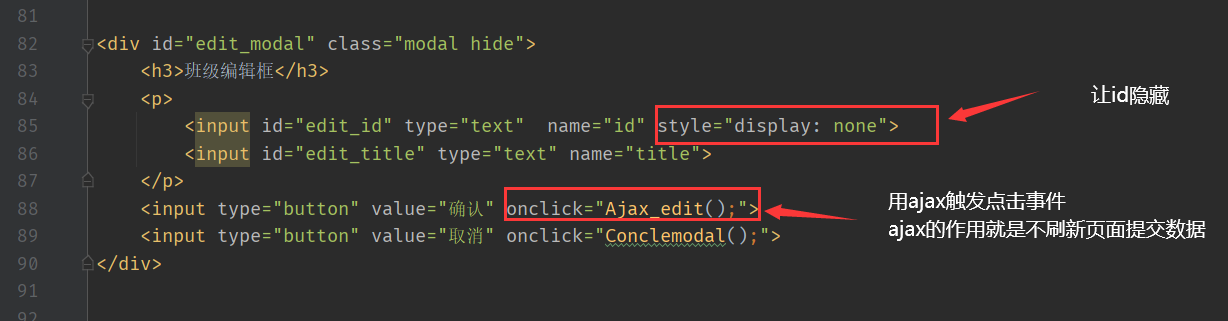 81
82 <div id="edit_modal" class="modal hide">
83 <h3>班级编辑框</h3>
84 <p>
让id隐藏
85 <input id="edit_id" type="text"  name="id" style="display: none">
86 <input id="edit_title" type="text" name="title">
87 </p>
88 <input type="button" value="确认" onclick="Ajax_edit();">
用ajax触发点击事件
ajax的作用就是不刷新页面提交数据
89 <input type="button" value="取消" onclick="Conclemodal();">
90 </div>
91